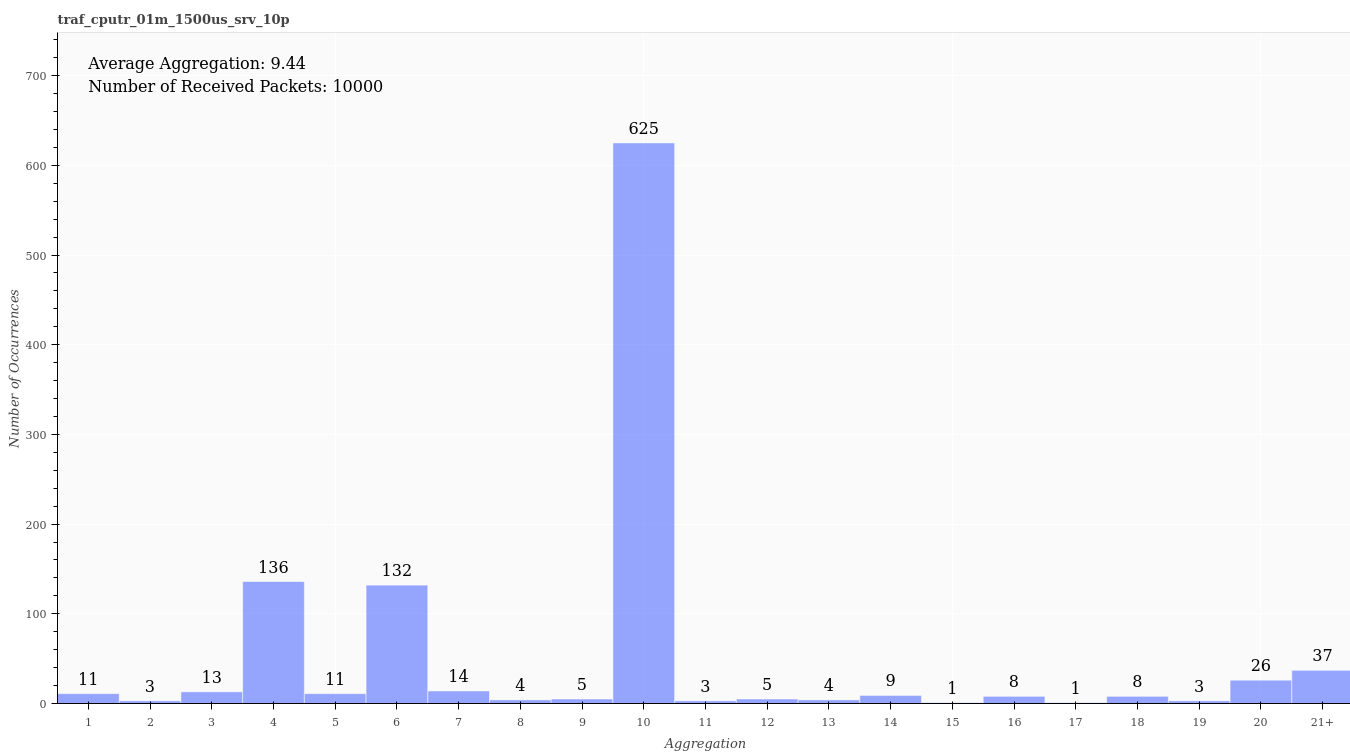 traf_cputr_01m_1500us_srv_10p
Average Aggregation: 9.44
Number of Received Packets: 10000
700
600
500
400
300
200
100
0
Number of Occurrences
11 3 13 136 11 132 14 4 5 625 3 5 4 9 1 8 1 8 3 26 37
1 2 3 4 5 6 7 8 9 10 11 12 13 14 15 16 17 18 19 20 21+
Aggregation